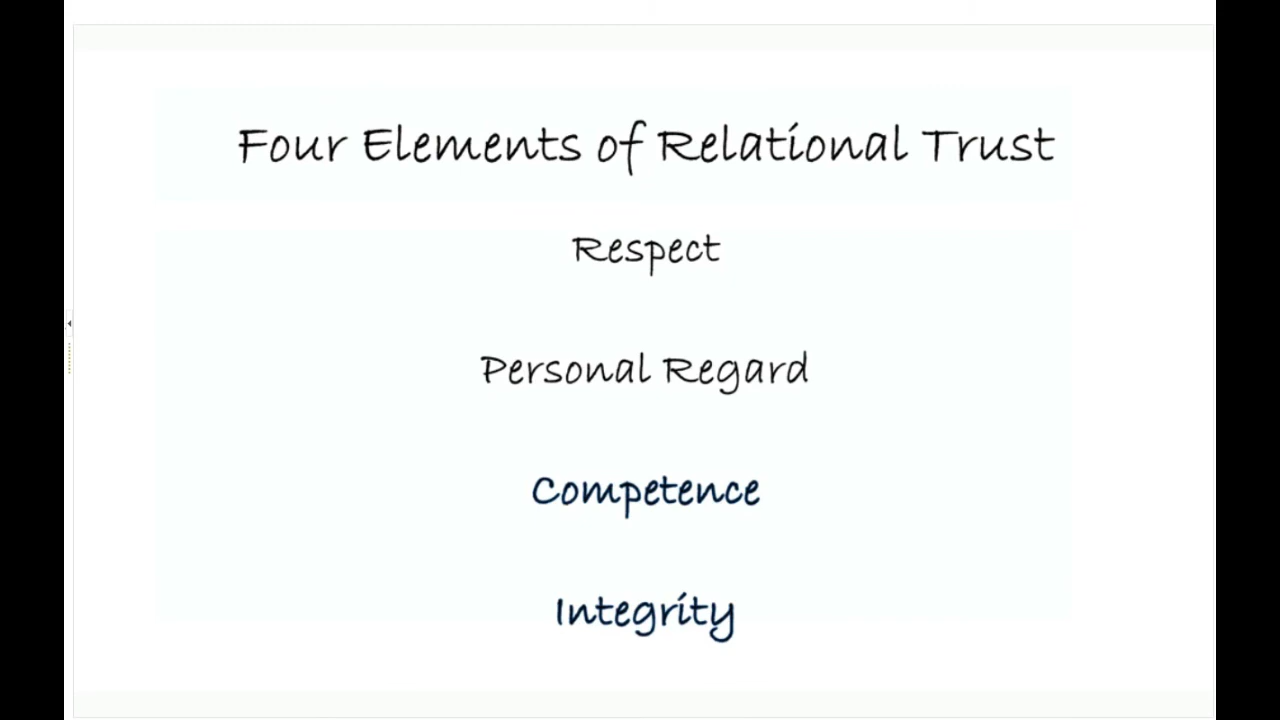 Four Elements of Relational Trust
Respect
Personal Regard
Competence
Integrity